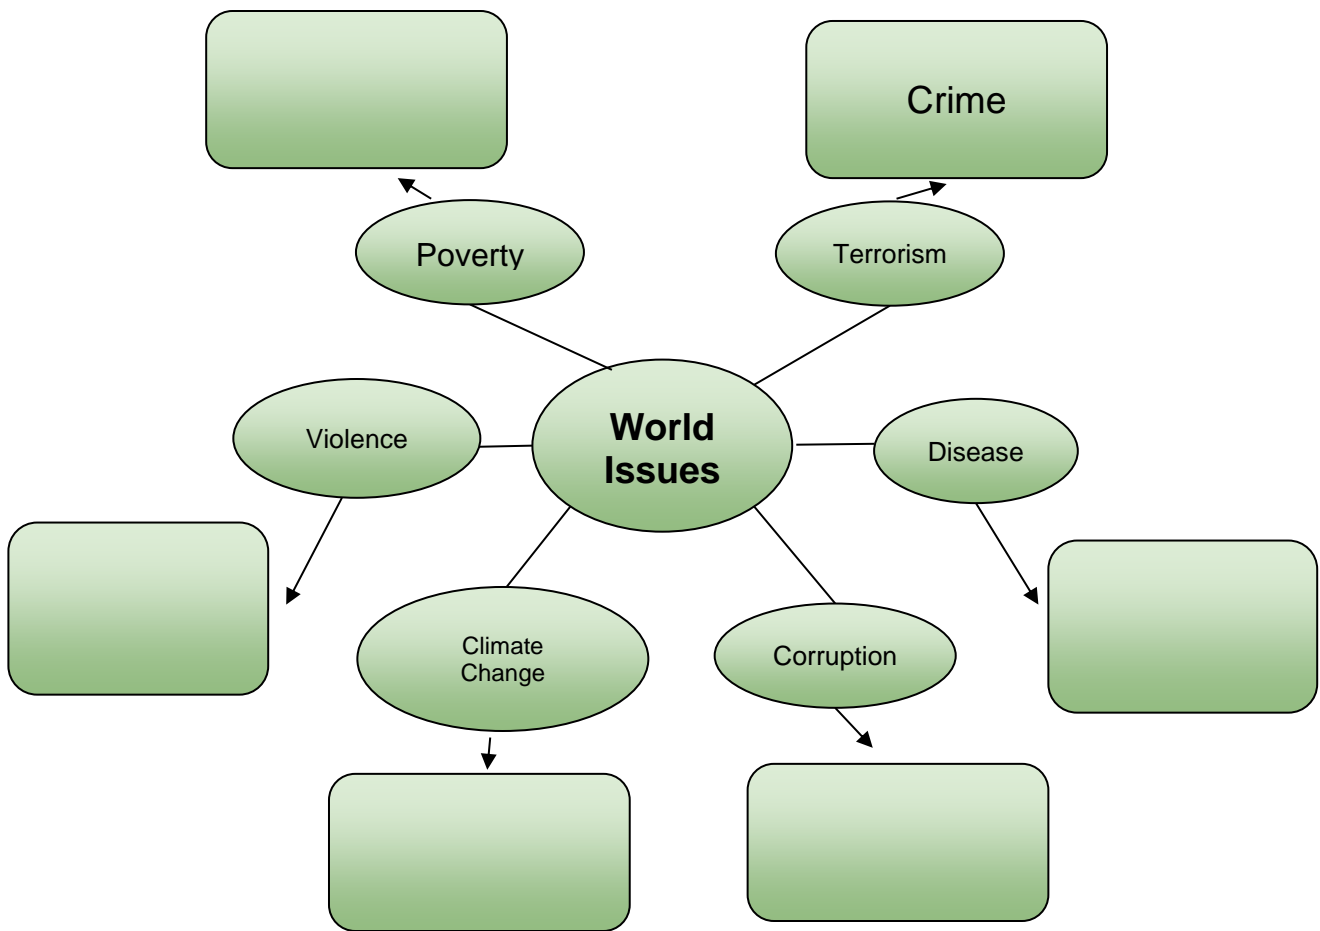 Crime
Poverty
Terrorism
World
Issues
Violence
Disease
Climate
Change
Corruption